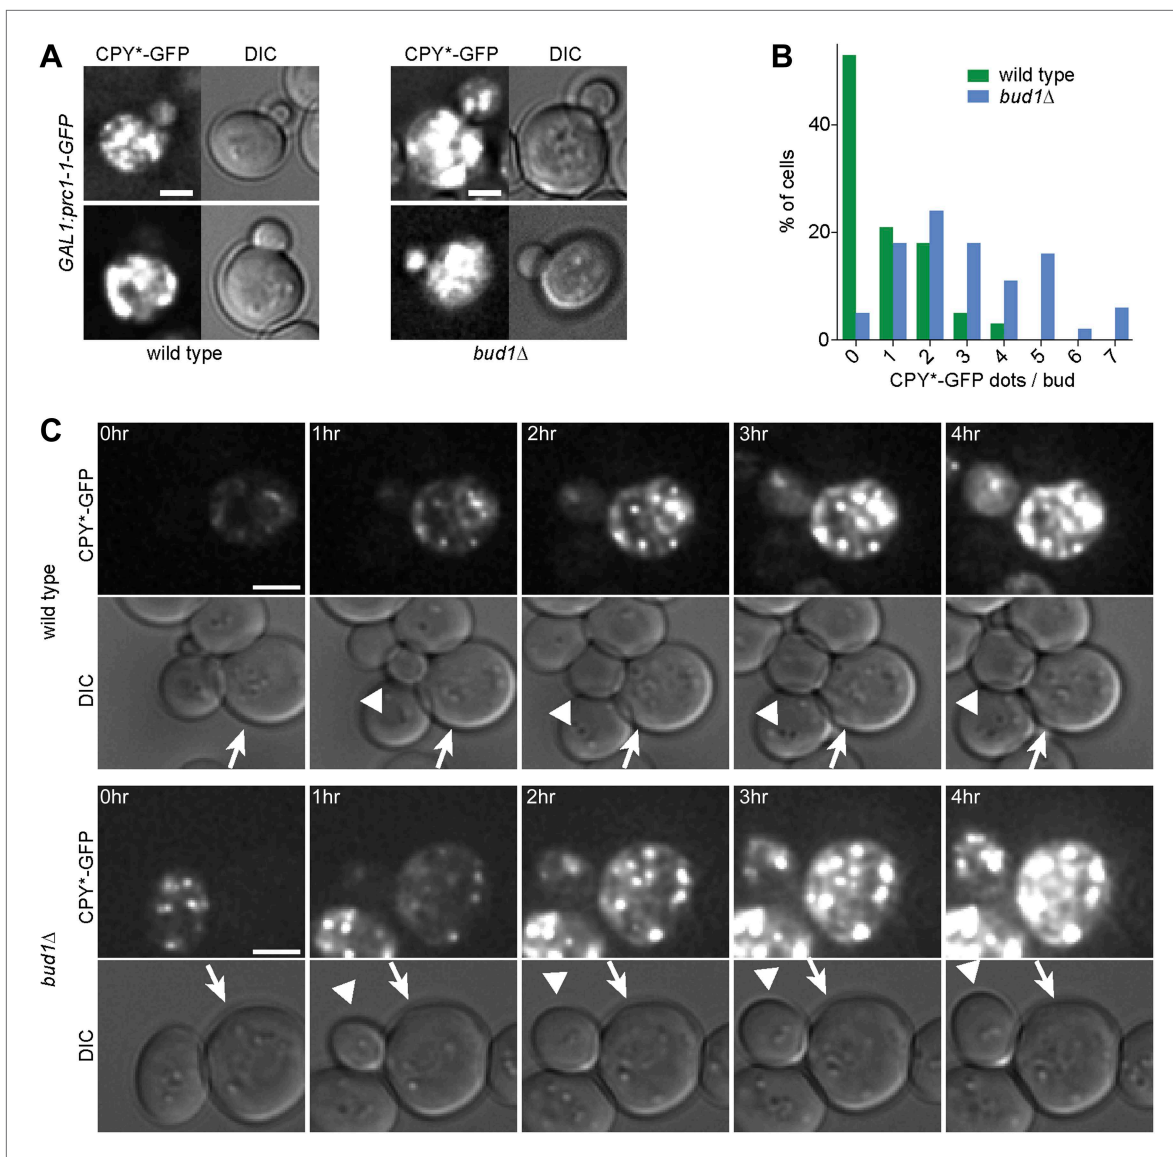 A
CPY*-GFP
DIC
CPY*-GFP
DIC
GAL1:prc1-1-GFP
wild type
bud1Δ
B
wild type
bud1Δ
% of cells
40
20
0
0
1
2
3
4
5
6
7
CPY*-GFP dots / bud
C
wild type
CPY*-GFP
0hr
1hr
2hr
3hr
4hr
DIC
bud1Δ
CPY*-GFP
0hr
1hr
2hr
3hr
4hr
DIC